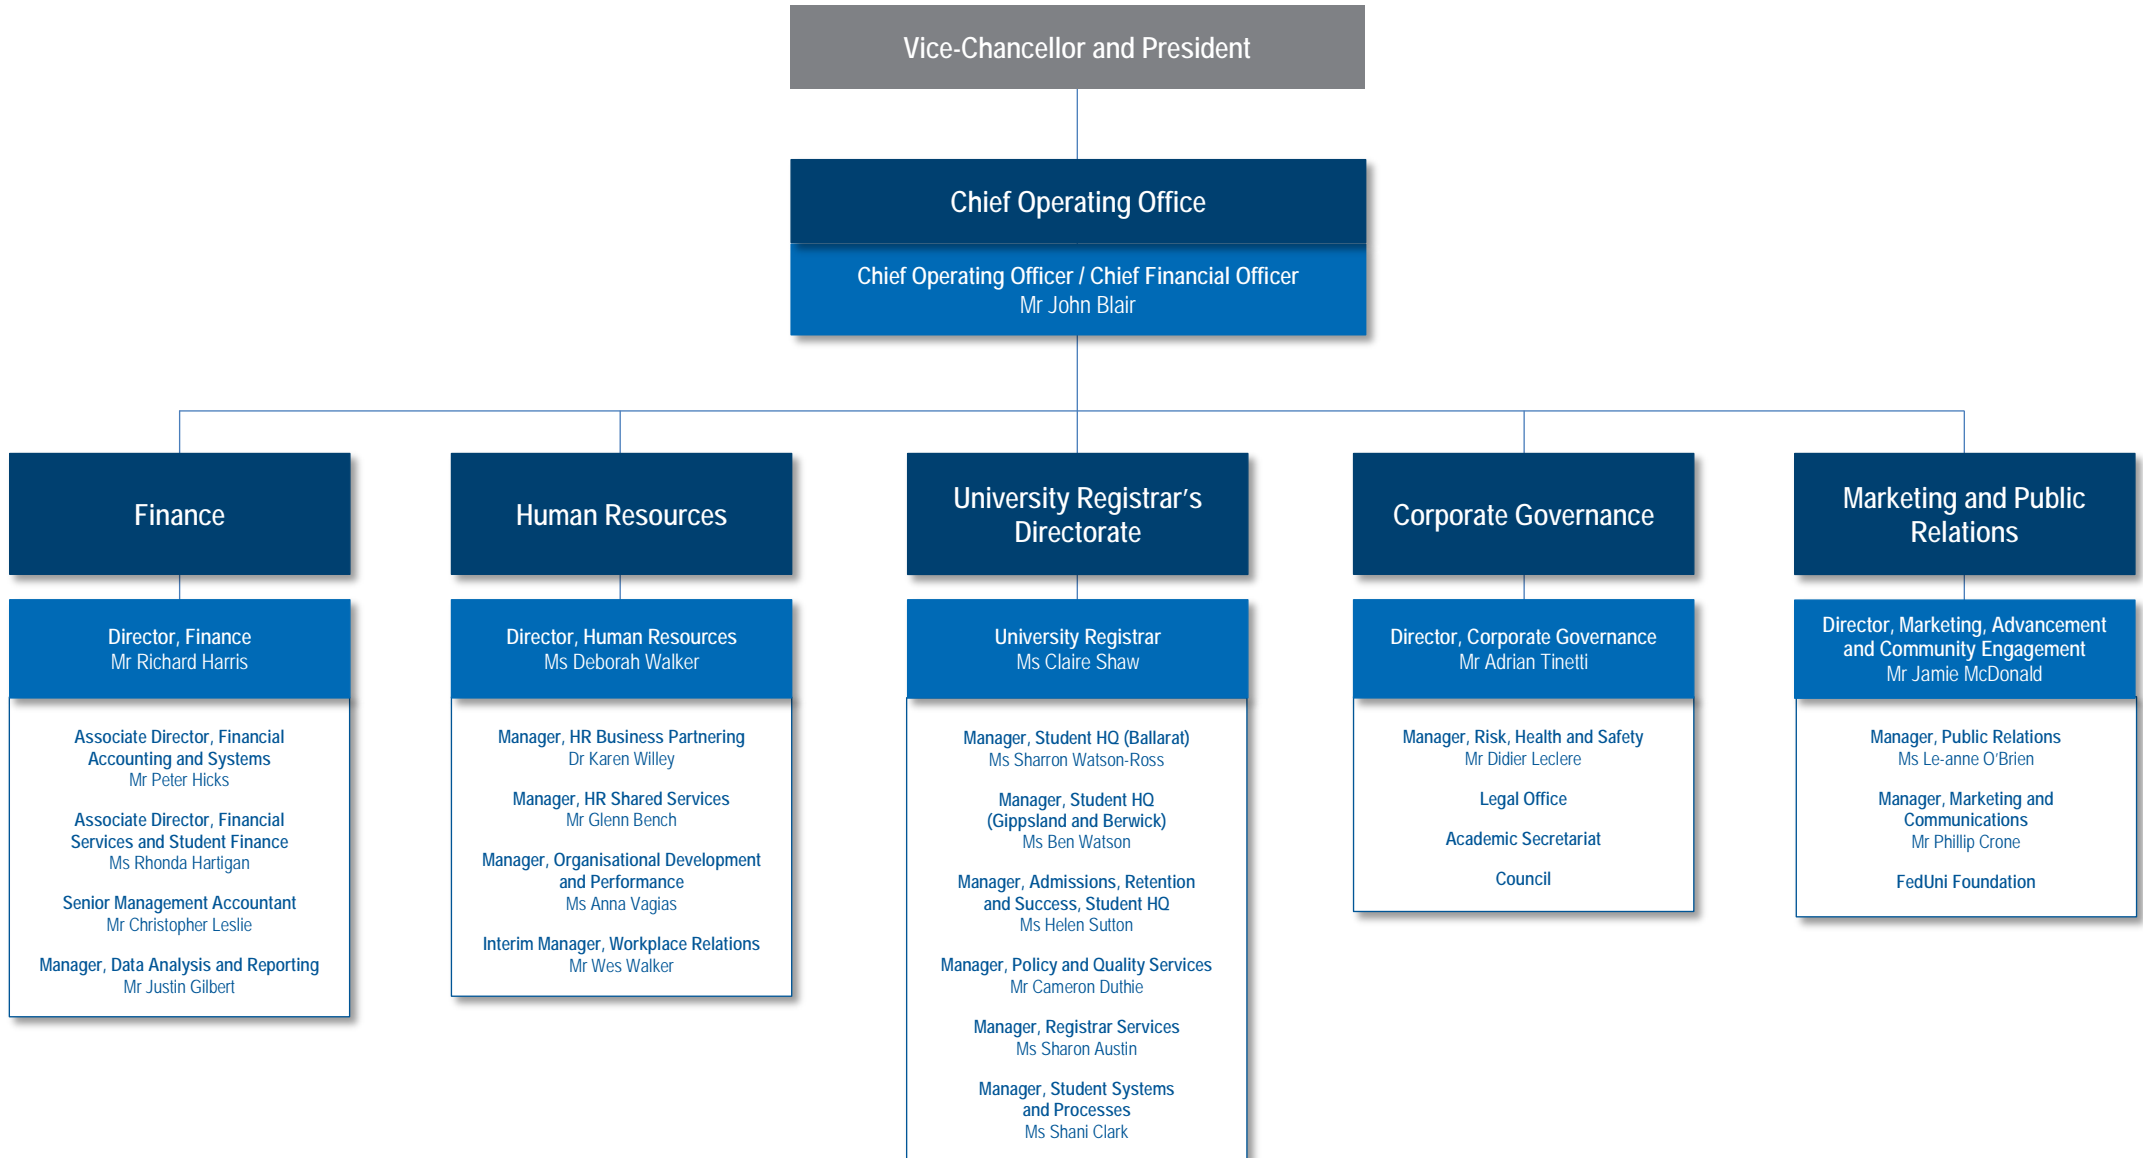 Vice-Chancellor and President
Chief Operating Office
Chief Operating Officer / Chief Financial Officer
Mr John Blair
Finance
Director, Finance
Mr Richard Harris
Associate Director, Financial
Accounting and Systems
Mr Peter Hicks
Associate Director, Financial
Services and Student Finance
Ms Rhonda Hartigan
Senior Management Accountant
Mr Christopher Leslie
Manager, Data Analysis and Reporting
Mr Justin Gilbert
Human Resources
Director, Human Resources
Ms Deborah Walker
Manager, HR Business Partnering
Dr Karen Willey
Manager, HR Shared Services
Mr Glenn Bench
Manager, Organisational Development
and Performance
Ms Anna Vagias
Interim Manager, Workplace Relations
Mr Wes Walker
University Registrar’s
Directorate
University Registrar
Ms Claire Shaw
Manager, Student HQ (Ballarat)
Ms Sharron Watson-Ross
Manager, Student HQ
(Gippsland and Berwick)
Ms Ben Watson
Manager, Admissions, Retention
and Success, Student HQ
Ms Helen Sutton
Manager, Policy and Quality Services
Mr Cameron Duthie
Manager, Registrar Services
Ms Sharon Austin
Manager, Student Systems
and Processes
Ms Shani Clark
Corporate Governance
Director, Corporate Governance
Mr Adrian Tinetti
Manager, Risk, Health and Safety
Mr Didier Leclere
Legal Office
Academic Secretariat
Council
Marketing and Public
Relations
Director, Marketing, Advancement
and Community Engagement
Mr Jamie McDonald
Manager, Public Relations
Ms Le-anne O’Brien
Manager, Marketing and
Communications
Mr Phillip Crone
FedUni Foundation